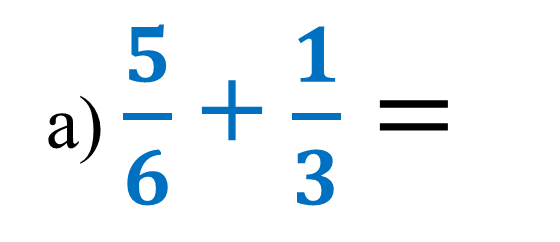 a) 5/6 + 1/3 =